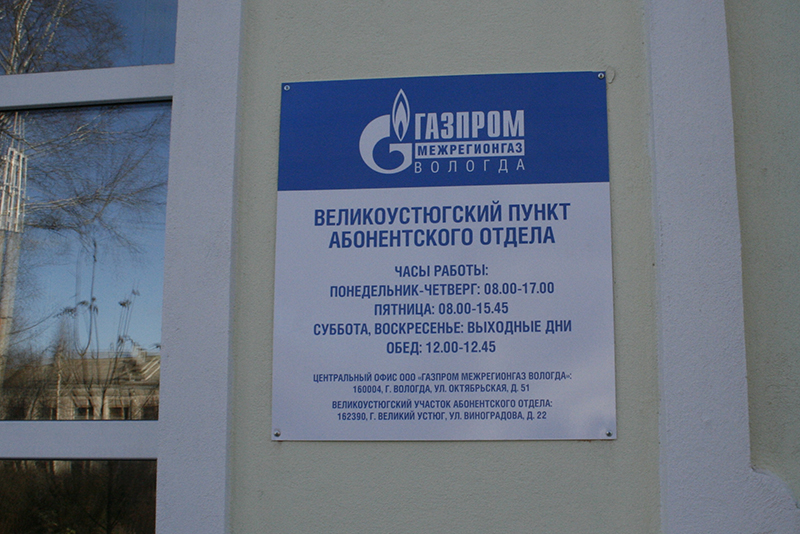 ГАЗПРОМ
МЕЖРЕГИОНГАЗ
ВОЛОГДА
ВЕЛИКОУСТЮГСКИЙ ПУНКТ
АБОНЕНТСКОГО ОТДЕЛА
ЧАСЫ РАБОТЫ:
ПОНЕДЕЛЬНИК-ЧЕТВЕРГ: 08.00-17.00
ПЯТНИЦА: 08.00-15.45
СУББОТА, ВОСКРЕСЕНЬЕ: ВЫХОДНЫЕ ДНИ
ОБЕД: 12.00-12.45
ЦЕНТРАЛЬНЫЙ ОФИС ООО «ГАЗПРОМ МЕЖРЕГИОНГАЗ ВОЛОГДА»:
160004, Г. ВОЛОГДА, УЛ. ОКТЯБРЬСКАЯ, Д. 51
ВЕЛИКОУСТЮГСКИЙ УЧАСТОК АБОНЕНТСКОГО ОТДЕЛА:
162390, Г. ВЕЛИКИЙ УСТЮГ, УЛ. ВИНОГРАДОВА, Д. 22